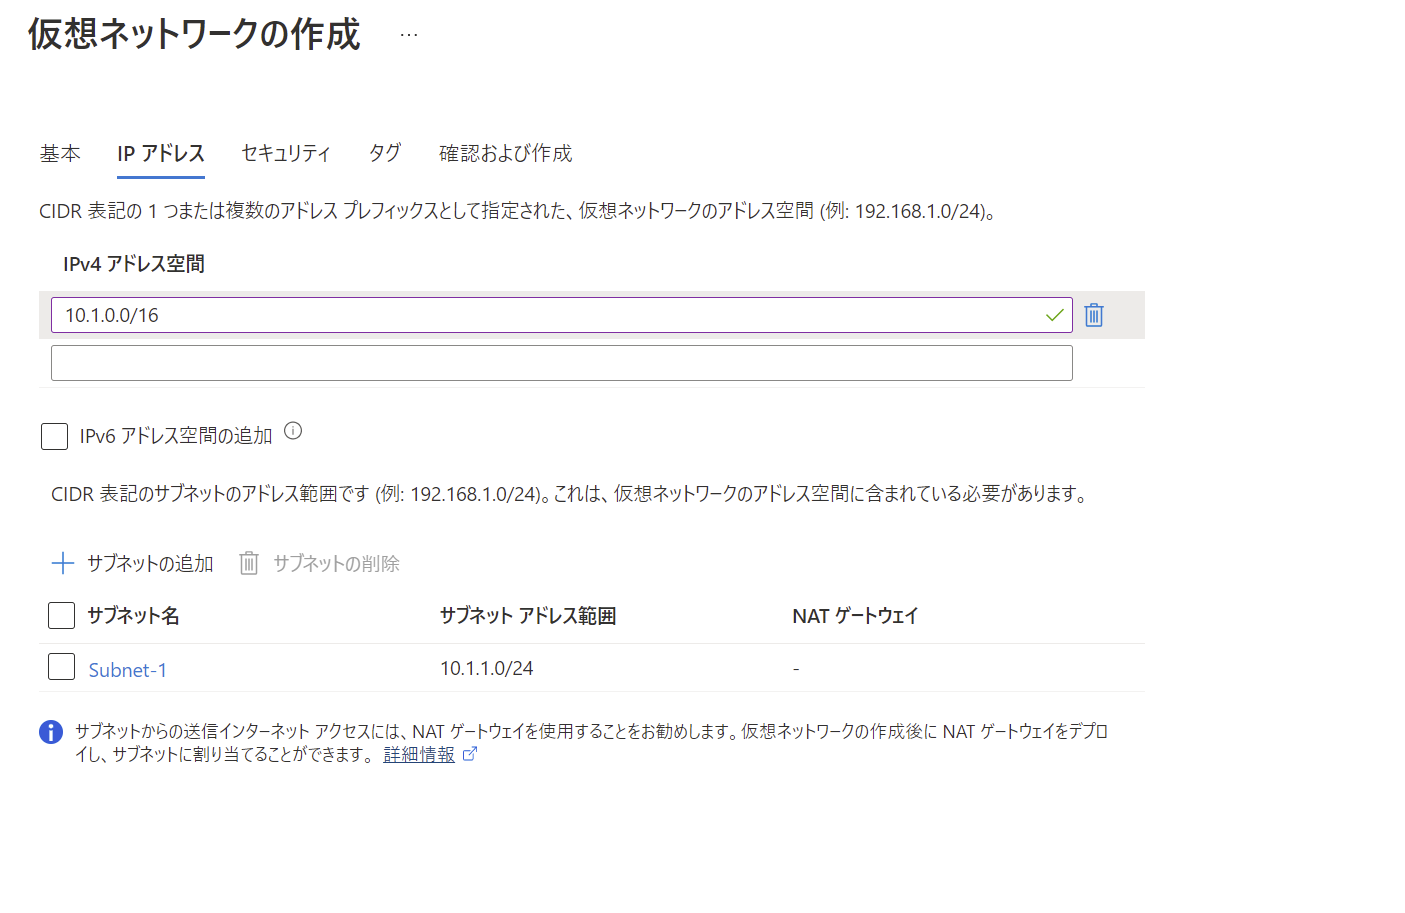 仮想ネットワークの作成 …
基本 IP アドレス セキュリティ タグ 確認および作成
CIDR 表記の 1 つまたは複数のアドレス プレフィックスとして指定された、仮想ネットワークのアドレス空間 (例: 192.168.1.0/24)。
IPv4 アドレス空間
10.1.0.0/16
IPv6 アドレス空間の追加
CIDR 表記のサブネットのアドレス範囲です (例: 192.168.1.0/24)。これは、仮想ネットワークのアドレス空間に含まれている必要があります。
サブネットの追加 サブネットの削除
サブネット名 サブネット アドレス範囲 NAT ゲートウェイ
Subnet-1 10.1.1.0/24 -
サブネットからの送信インターネット アクセスには、NAT ゲートウェイを使用することをお勧めします。仮想ネットワークの作成後に NAT ゲートウェイをデプロ
イし、サブネットに割り当てることができます。 詳細情報